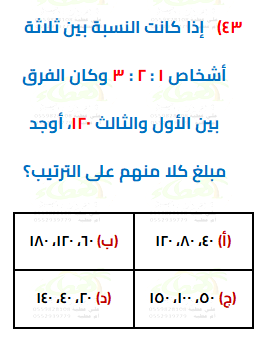 ٤٣) إذا كانت النسبة بين ثلاثة
أشخاص ١ : ٢ : ٣ وكان الفرق
بين الأول والثالث ١٢٠، أوجد
مبلغ كلا منهم على الترتيب؟
(أ) ٤٠، ٨٠، ١٢٠ (ب) ٦٠، ١٢٠، ١٨٠
(ج) ٥٠، ١٠٠، ١٥٠ (د) ٢٠، ٤٠، ١٤٠